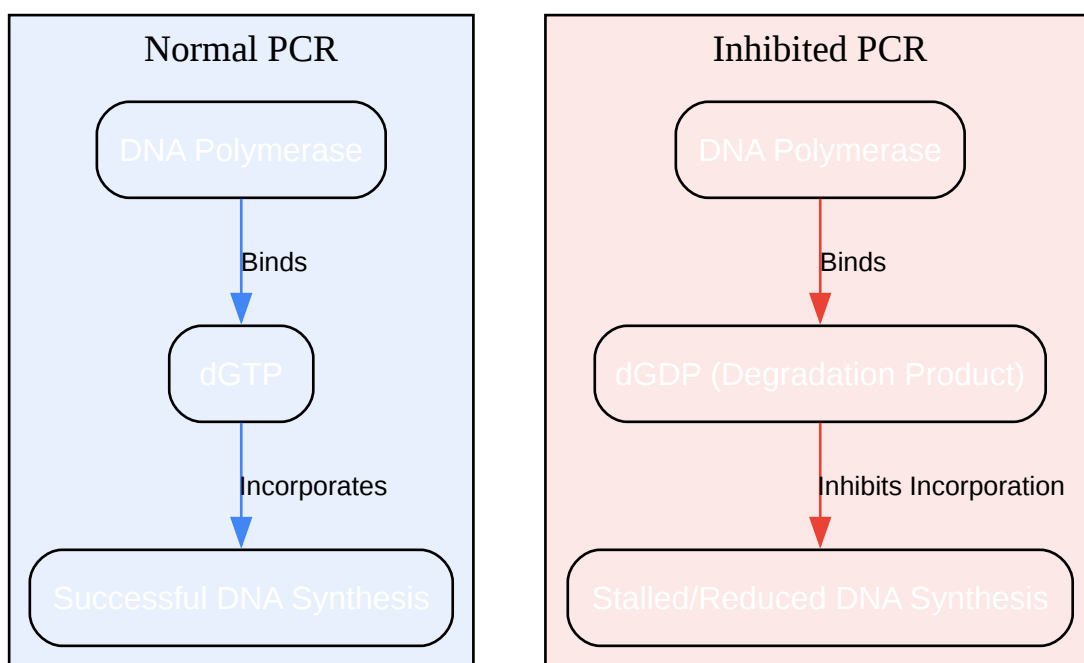 Normal PCR
DNA Polymerase
Binds
dGTP
Incorporates
Successful DNA Synthesis
Inhibited PCR
DNA Polymerase
Binds
dGDP (Degradation Product)
Inhibits Incorporation
Stalled/Reduced DNA Synthesis